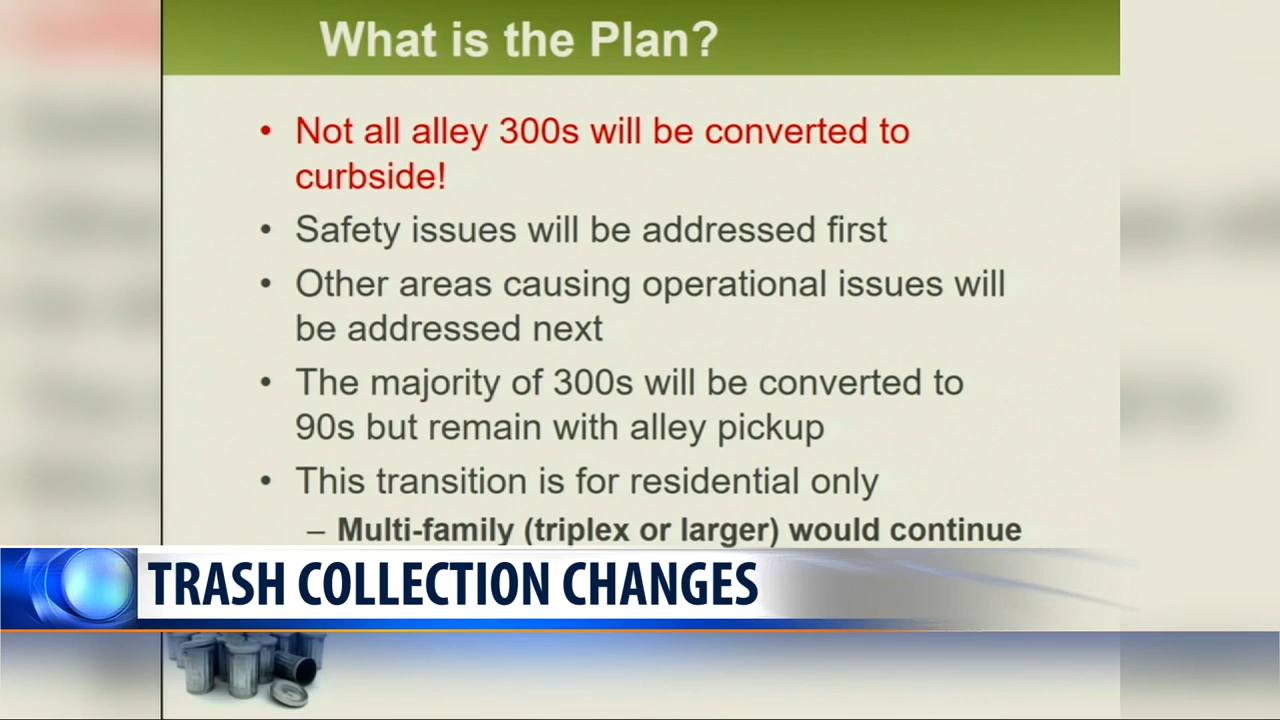 What is the Plan?
• Not all alley 300s will be converted to
curbside!
• Safety issues will be addressed first
• Other areas causing operational issues will
be addressed next
• The majority of 300s will be converted to
90s but remain with alley pickup
• This transition is for residential only
– Multi-family (triplex or larger) would continue
TRASH COLLECTION CHANGES